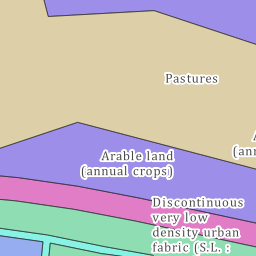 Pastures
Arable land
(annual crops)
Discontinuous
very low
density urban
fabric (S.L. :